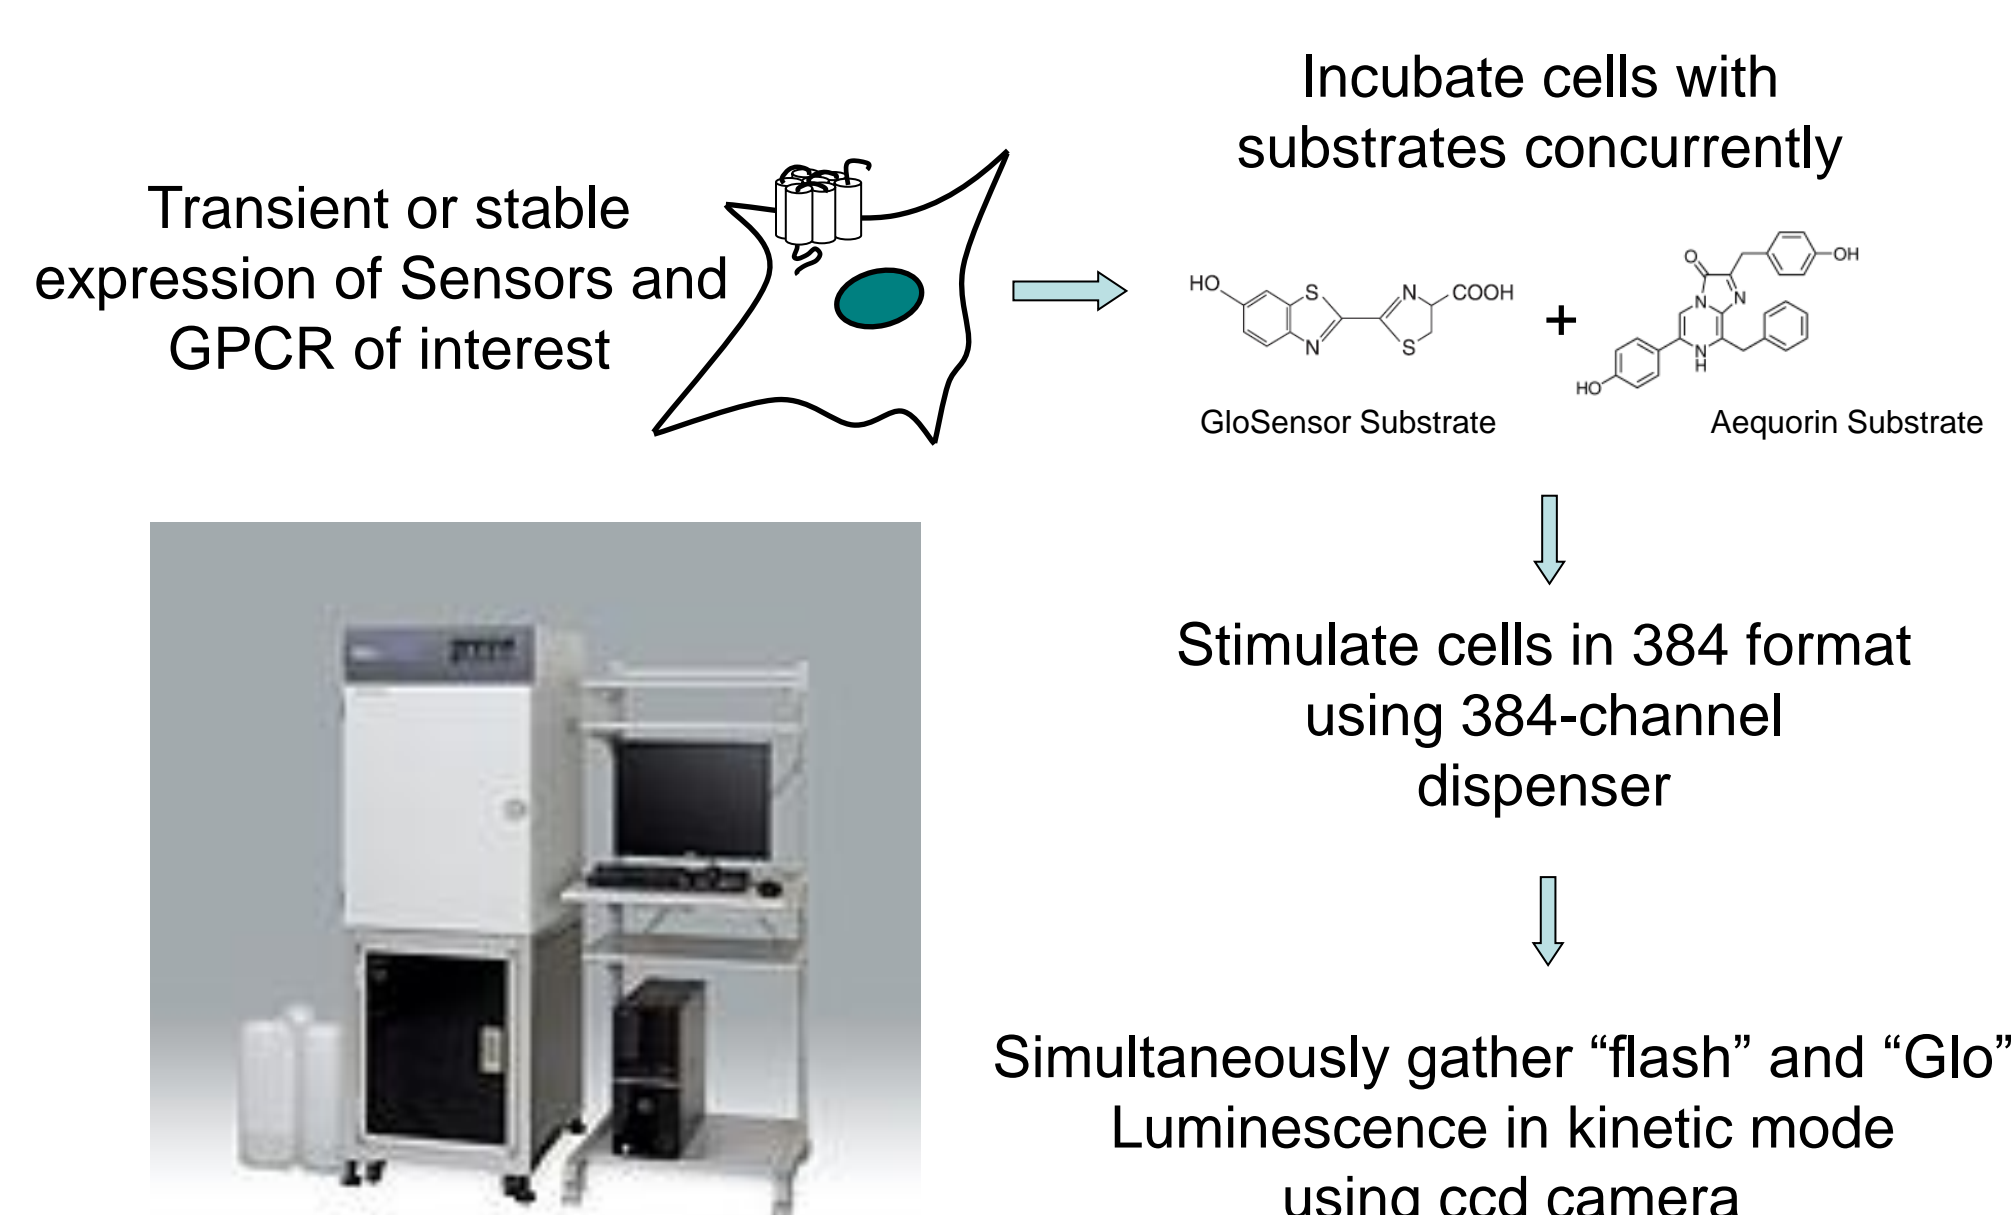 Transient or stable
expression of Sensors and
GPCR of interest
Incubate cells with
substrates concurrently
HO
S
N
N
S
COOH
+
O
N
N
N
H
OH
HO
GloSensor Substrate
Aequorin Substrate
Stimulate cells in 384 format
using 384-channel
dispenser
Simultaneously gather “flash” and “Glo”
Luminescence in kinetic mode
using ccd camera